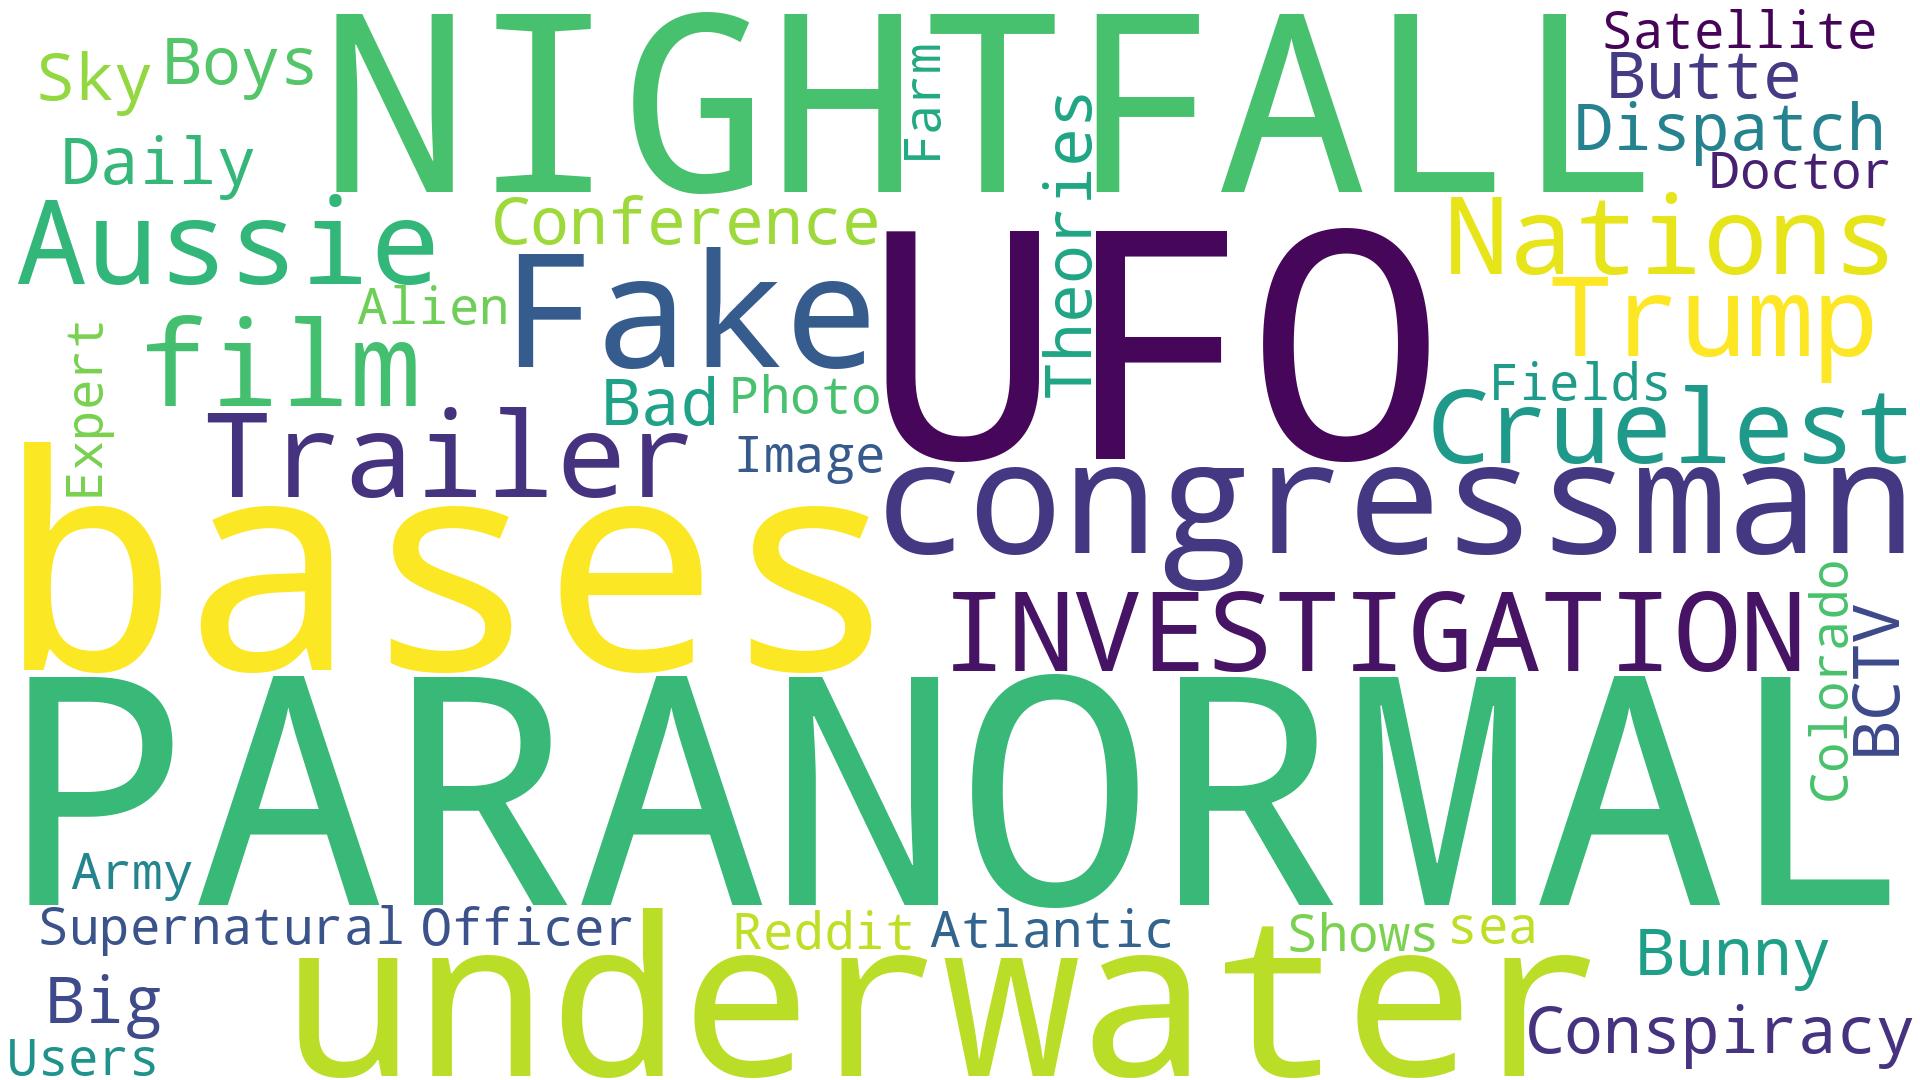 NIGHTFALL
Sky
Boys
Farm
Satellite
Butte
Daily
Theories
Dispatch
Doctor
Aussie
Conference
Nations
UFO
Fake
Alien
Trump
film
Expert
Bad
Photo
Fields
Cruelest
Trailer
Image
congressman
bases
INVESTIGATION
Colorado
BCTV
PARANORMAL
Army
Supernatural
Officer
Reddit
Atlantic
Shows
sea
underwater
Bunny
Big
Conspiracy
Users